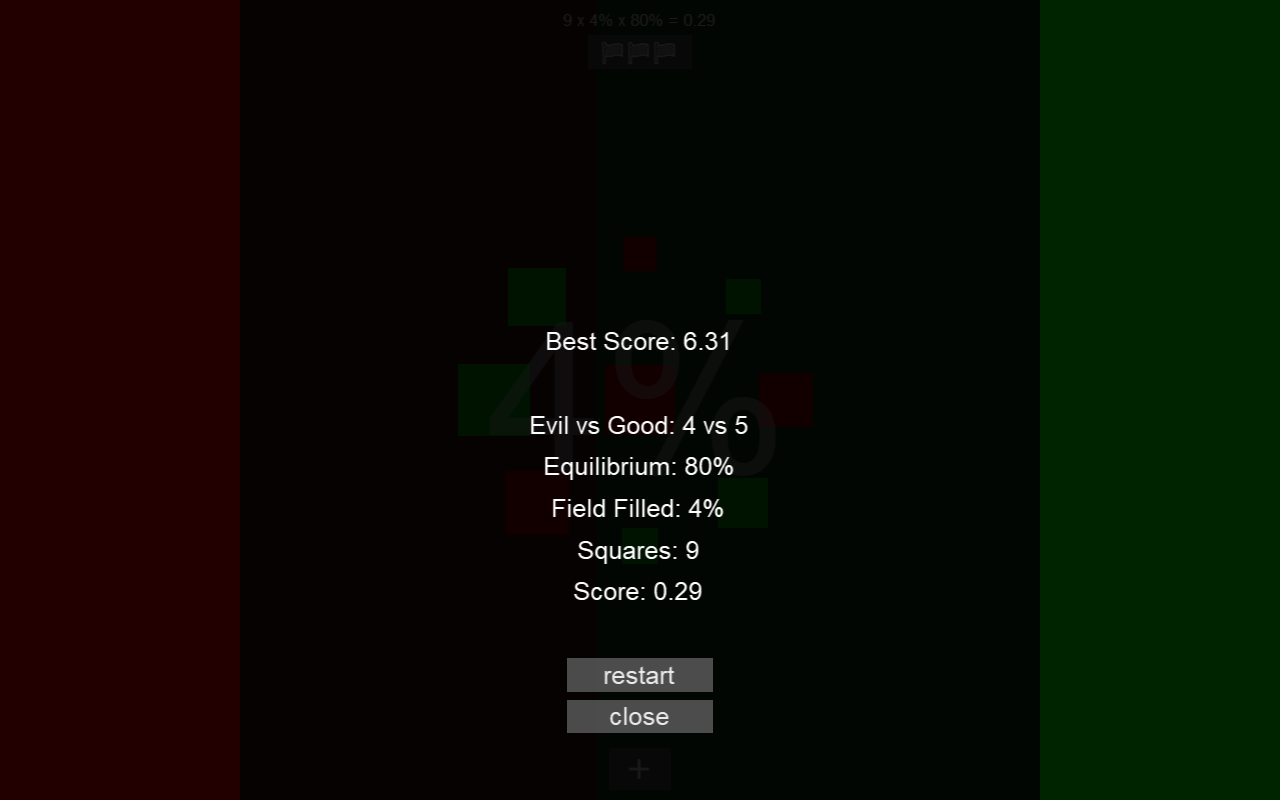 9 x 4% x 80% = 0.29
4%
Best Score: 6.31
Evil vs Good: 4 vs 5
Equilibrium: 80%
Field Filled: 4%
Squares: 9
Score: 0.29
restart
close
+